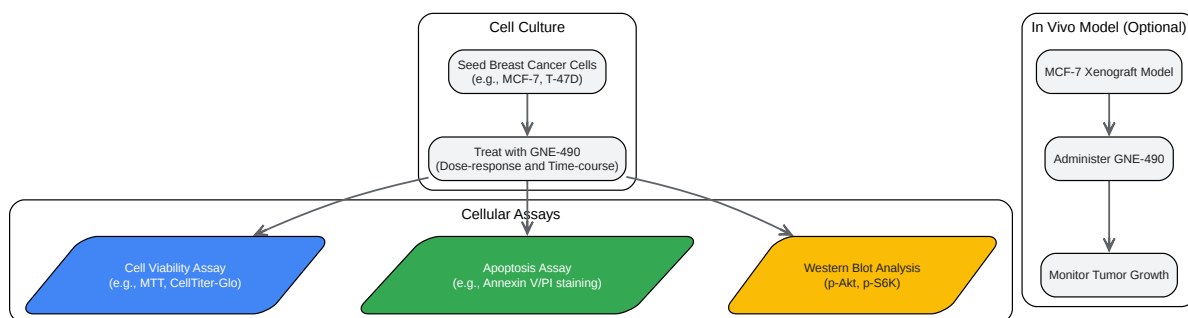 Cell Culture
Seed Breast Cancer Cells
(e.g., MCF-7, T-47D)
Treat with GNE-490
(Dose-response and Time-course)
Cellular Assays
Cell Viability Assay
(e.g., MTT, CellTiter-Glo)
Apoptosis Assay
(e.g., Annexin V/PI staining)
Western Blot Analysis
(p-Akt, p-S6K)
In Vivo Model (Optional)
MCF-7 Xenograft Model
Administer GNE-490
Monitor Tumor Growth